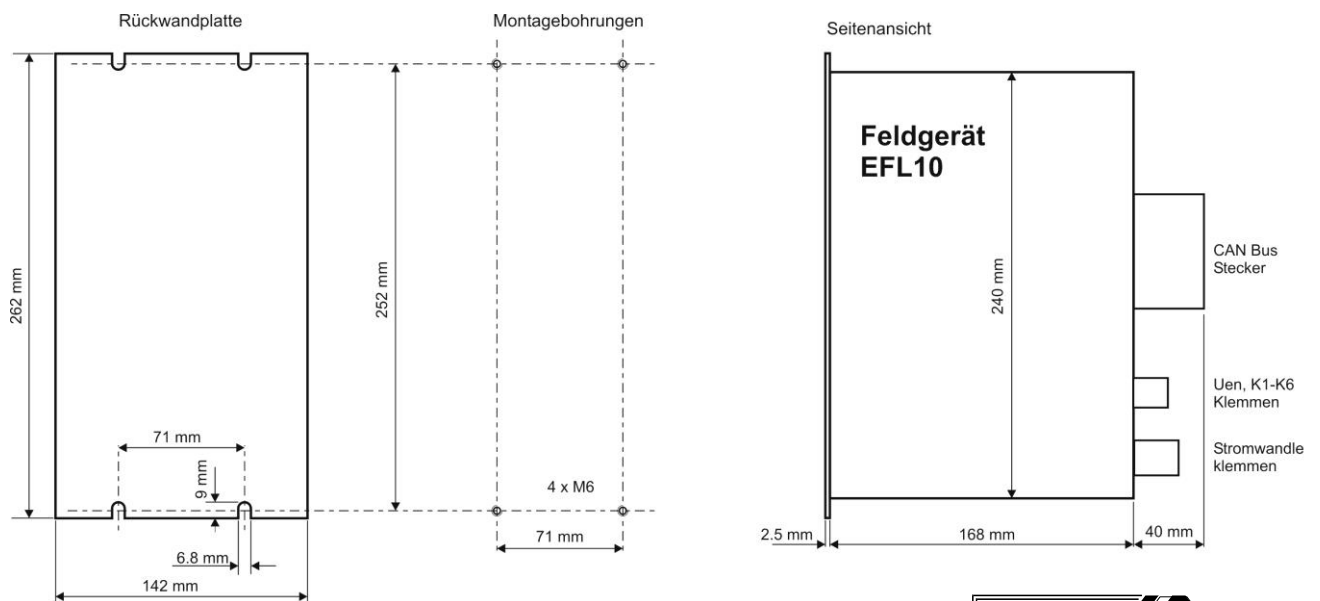 Rückwandplatte
262 mm
71 mm
9 mm
6.8 mm
142 mm
Montagebohrungen
252 mm
4 x M6
71 mm
Seitenansicht
Feldgerät
EFL10
240 mm
CAN Bus
Stecker
Uen, K1-K6
Klemmen
Stromwandle
klemmen
2.5 mm
168 mm
40 mm